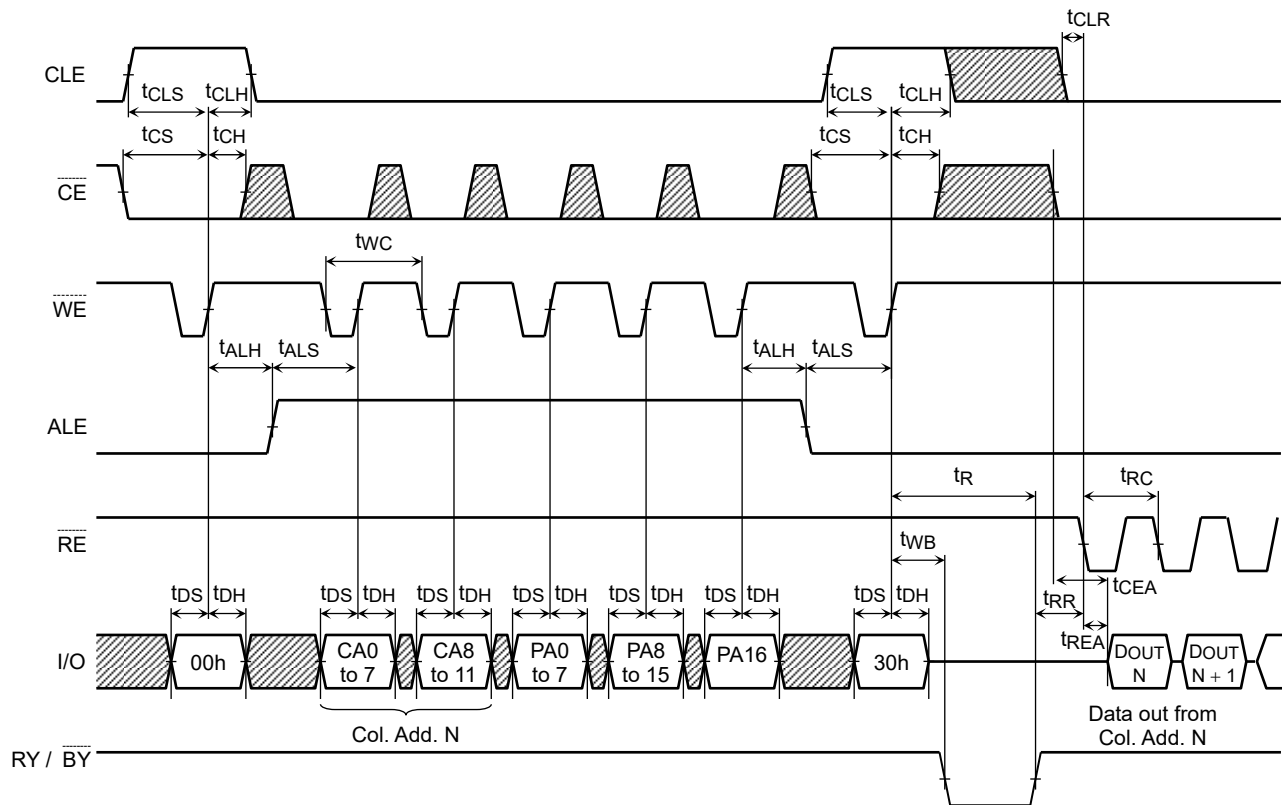 tCLR
CLE
tCLS tCLH tCLS tCLH
tCS tCH tCS tCH
CE
tWC
WE
tALH tALS tALH tALS
ALE
tR
tRC
RE
tWB
tDS tDH tDS tDH tDS tDH tDS tDH tDS tDH tDS tDH tDS tDH
tCEA
tRR
tREA
I/O
00h
CA0 to 7
CA8 to 11
PA0 to 7
PA8 to 15
PA16
30h
DOUT N
DOUT N + 1
Col. Add. N
Data out from
Col. Add. N
RY / BY